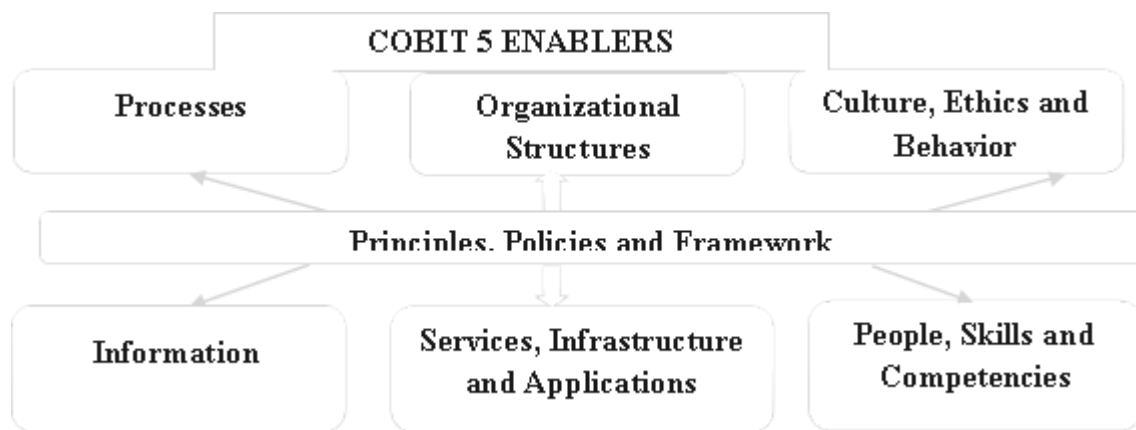 COBIT 5 ENABLERS
Processes
Organizational
Structures
Culture, Ethics and
Behavior
Principles, Policies and Framework
Information
Services, Infrastructure
and Applications
People, Skills and
Competencies